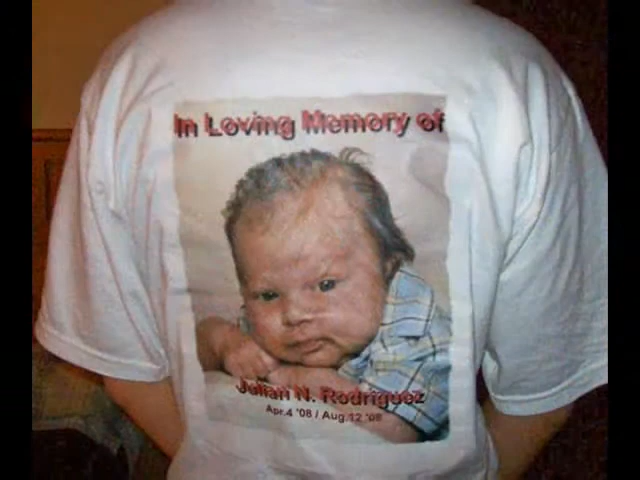 In Loving Memory of
Julian N. Rodriguez
Apr.4 '08 / Aug.12 '08